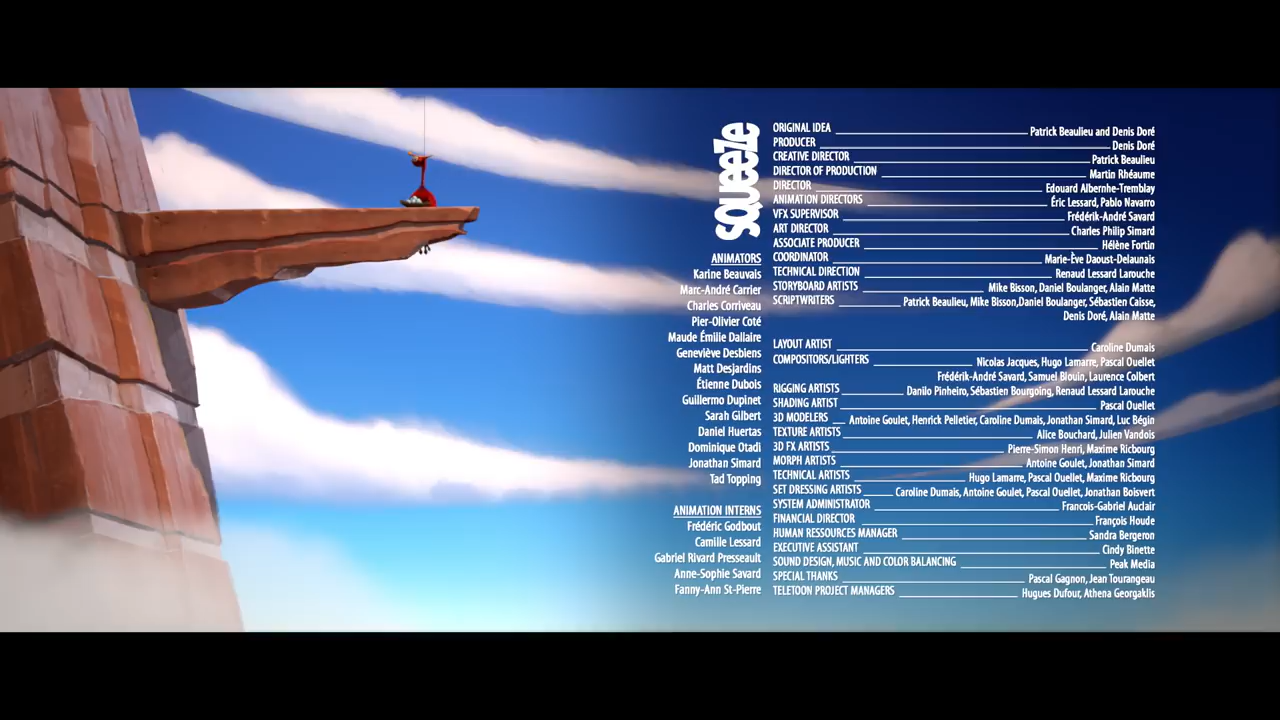 squeeze
ANIMATORS
Karine Beauvais
Marc-André Carrier
Charles Corriveau
Pier-Olivier Coté
Maude Émilie Dallaire
Geneviève Desbiens
Matt Desjardins
Étienne Dubois
Guillermo Dupinet
Sarah Gilbert
Daniel Huertas
Dominique Otadi
Jonathan Simard
Tad Topping
ANIMATION INTERNS
Frédéric Godbout
Camille Lessard
Gabriel Rivard Presseault
Anne-Sophie Savard
Fanny-Ann St-Pierre
ORIGINAL IDEA Patrick Beaulieu and Denis Doré
PRODUCER Denis Doré
CREATIVE DIRECTOR Patrick Beaulieu
DIRECTOR OF PRODUCTION Martin Rhéaume
DIRECTOR Edouard Albernhe-Tremblay
ANIMATION DIRECTORS Éric Lessard, Pablo Navarro
VFX SUPERVISOR Frédérik-André Savard
ART DIRECTOR Charles Philip Simard
ASSOCIATE PRODUCER Hélène Fortin
COORDINATOR Marie-Ève Daoust-Delaunais
TECHNICAL DIRECTION Renaud Lessard Larouche
STORYBOARD ARTISTS Mike Bisson, Daniel Boulanger, Alain Matte
SCRIPTWRITERS Patrick Beaulieu, Mike Bisson,Daniel Boulanger, Sébastien Caisse,
Denis Doré, Alain Matte
LAYOUT ARTIST Caroline Dumais
COMPOSITORS/LIGHTERS Nicolas Jacques, Hugo Lamarre, Pascal Ouellet
Frédérik-André Savard, Samuel Blouin, Laurence Colbert
RIGGING ARTISTS Danilo Pinheiro, Sébastien Bourgoing, Renaud Lessard Larouche
SHADING ARTIST Pascal Ouellet
3D MODELERS Antoine Goulet, Henrick Pelletier, Caroline Dumais, Jonathan Simard, Luc Bégin
TEXTURE ARTISTS Alice Bouchard, Julien Vandois
3D FX ARTISTS Pierre-Simon Henri, Maxime Ricbourg
MORPH ARTISTS Antoine Goulet, Jonathan Simard
TECHNICAL ARTISTS Hugo Lamarre, Pascal Ouellet, Maxime Ricbourg
SET DRESSING ARTISTS Caroline Dumais, Antoine Goulet, Pascal Ouellet, Jonathan Boisvert
SYSTEM ADMINISTRATOR Francois-Gabriel Auclair
FINANCIAL DIRECTOR François Houde
HUMAN RESSOURCES MANAGER Sandra Bergeron
EXECUTIVE ASSISTANT Cindy Binette
SOUND DESIGN, MUSIC AND COLOR BALANCING Peak Media
SPECIAL THANKS Pascal Gagnon, Jean Tourangeau
TELETOON PROJECT MANAGERS Hugues Dufour, Athena Georgaklis